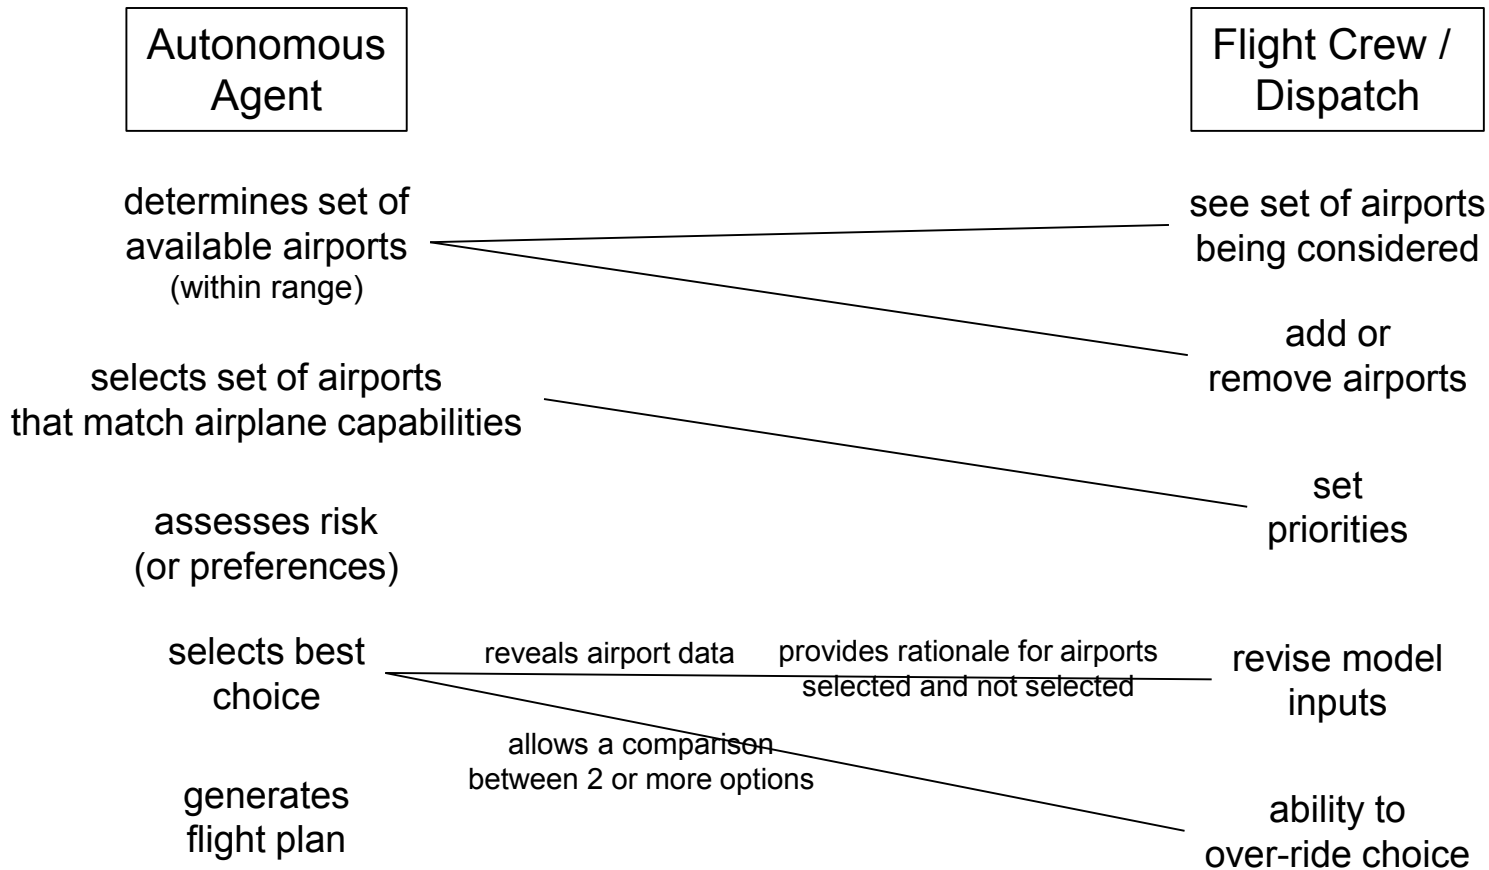 Autonomous
Agent
Flight Crew /
Dispatch
determines set of
available airports
(within range)
see set of airports
being considered
add or
remove airports
selects set of airports
that match airplane capabilities
set
priorities
assesses risk
(or preferences)
selects best
choice
reveals airport data
provides rationale for airports
selected and not selected
revise model
inputs
allows a comparison
between 2 or more options
generates
flight plan
ability to
over-ride choice